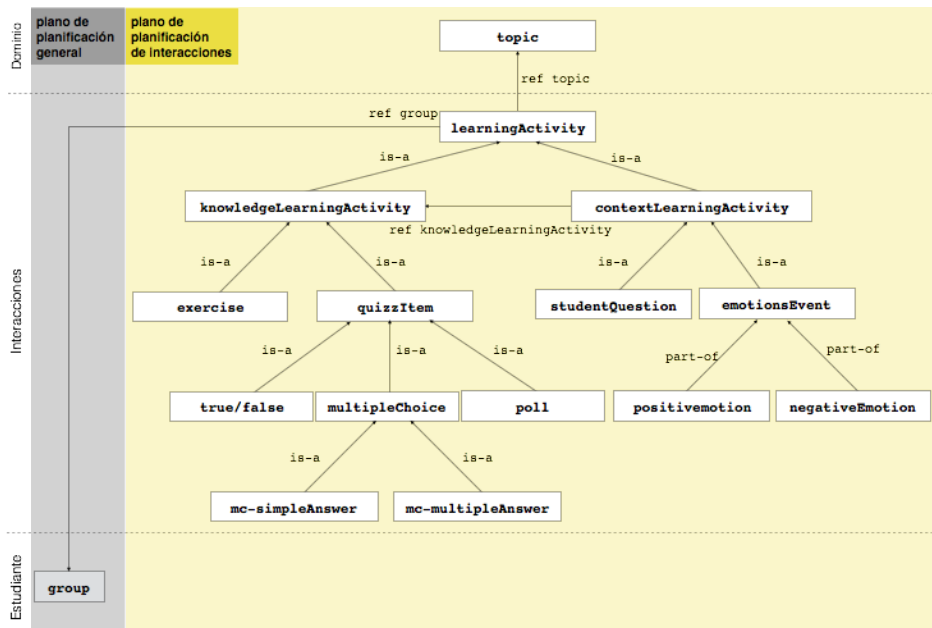 Dominio
plano de
planificación
general
plano de
planificación
de interacciones
topic
ref topic
ref group
learningActivity
is-a
is-a
knowledgeLearningActivity
contextLearningActivity
ref knowledgeLearningActivity
Interacciones
is-a
is-a
is-a
is-a
exercise
quizzItem
studentQuestion
emotionsEvent
is-a
is-a
is-a
part-of
part-of
true/false
multipleChoice
poll
positivemotion
negativeEmotion
is-a
is-a
mc-simpleAnswer
mc-multipleAnswer
Estudiante
group